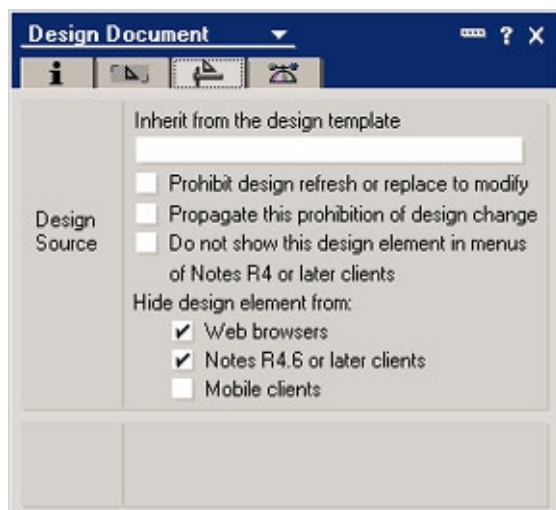 Design Document
? X
i
Inherit from the design template
Prohibit design refresh or replace to modify
Propagate this prohibition of design change
Design
Source
Do not show this design element in menus
of Notes R4 or later clients
Hide design element from:
Web browsers
Notes R4.6 or later clients
Mobile clients